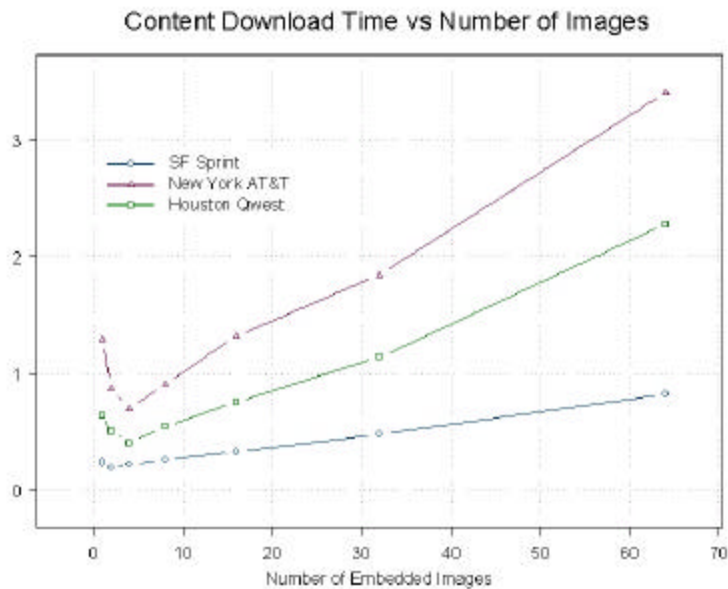 Content Download Time vs Number of Images
3
SF Sprint
New York AT&T
Houston Qwest
2
1
0
0 10 20 30 40 50 60 70
Number of Embedded Images